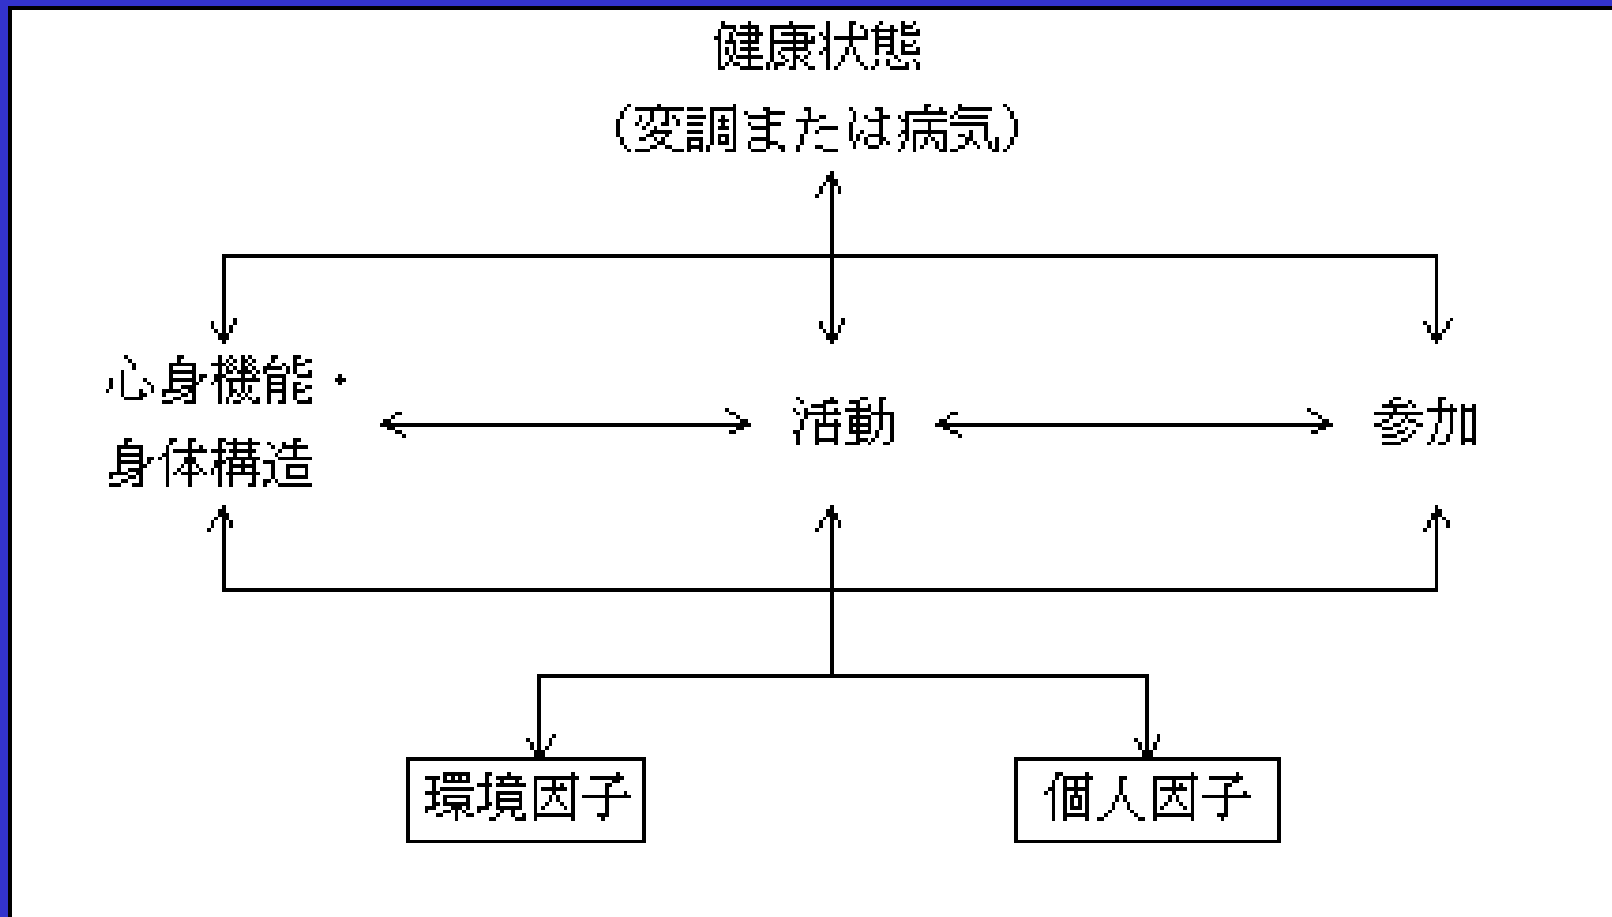 健康状態
（変調または病気）
心身機能・
身体構造
活動
参加
環境因子
個人因子